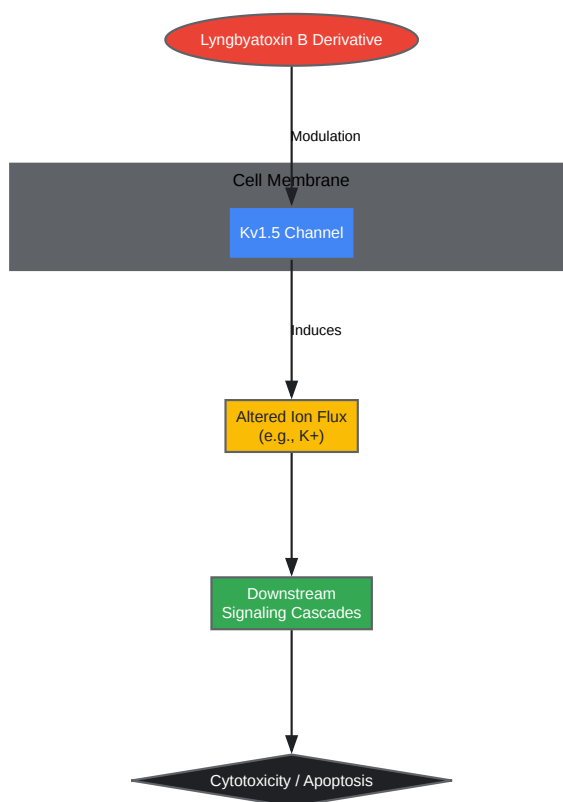 Lyngbyatoxin B Derivative
Modulation
Cell Membrane
Kv1.5 Channel
Induces
Altered Ion Flux
(e.g., K+)
Downstream
Signaling Cascades
Cytotoxicity / Apoptosis